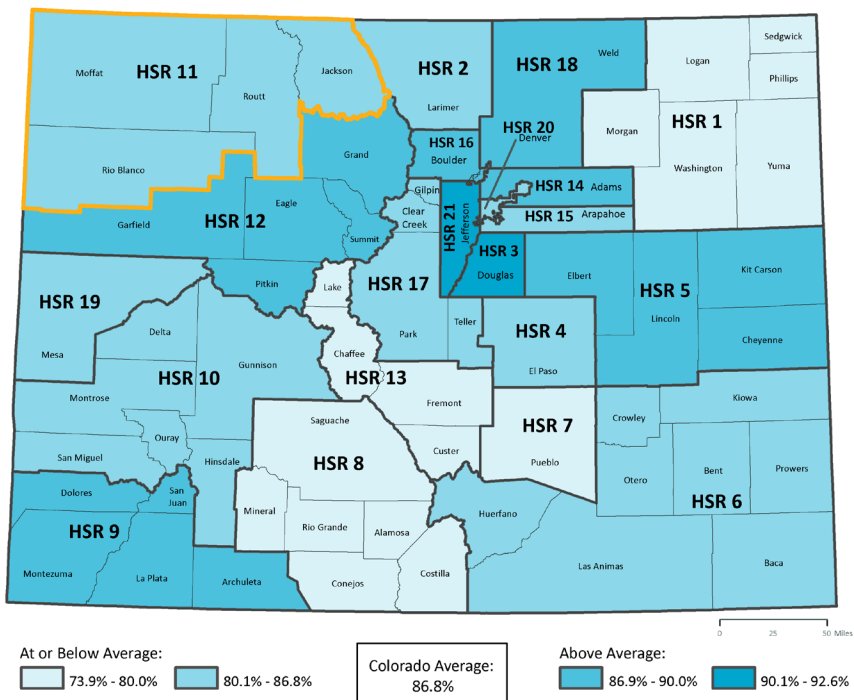 Sedgwick
HSR 11
Moffat
Jackson
Routt
Rio Blanco
HSR 2
Larimer
HSR 18
Weld
Logan
Phillips
HSR 1
Morgan
Washington
Yuma
HSR 20
Denver
HSR 16
Boulder
Grand
Gilpin
Clear
Creek
HSR 21
Jefferson
HSR 14 Adams
HSR 15 Arapahoe
HSR 3
Douglas
HSR 12
Garfield
Eagle
Summit
Pitkin
HSR 17
Park
Teller
Lake
Chaffee
HSR 13
Fremont
Custer
HSR 4
El Paso
HSR 5
Elbert
Lincoln
Kit Carson
Cheyenne
HSR 19
Mesa
HSR 10
Delta
Gunnison
Montrose
Ouray
San Miguel
Hinsdale
HSR 7
Pueblo
HSR 6
Crowley
Kiowa
Otero
Bent
Prowers
Huerfano
Las Animas
Baca
HSR 8
Saguache
Mineral
Rio Grande
Alamosa
Conejos
Costilla
HSR 9
Dolores
San
Juan
Montezuma
La Plata
Archuleta
0 25 50 Miles
At or Below Average:
73.9% - 80.0%
80.1% - 86.8%
Colorado Average:
86.8%
Above Average:
86.9% - 90.0%
90.1% - 92.6%